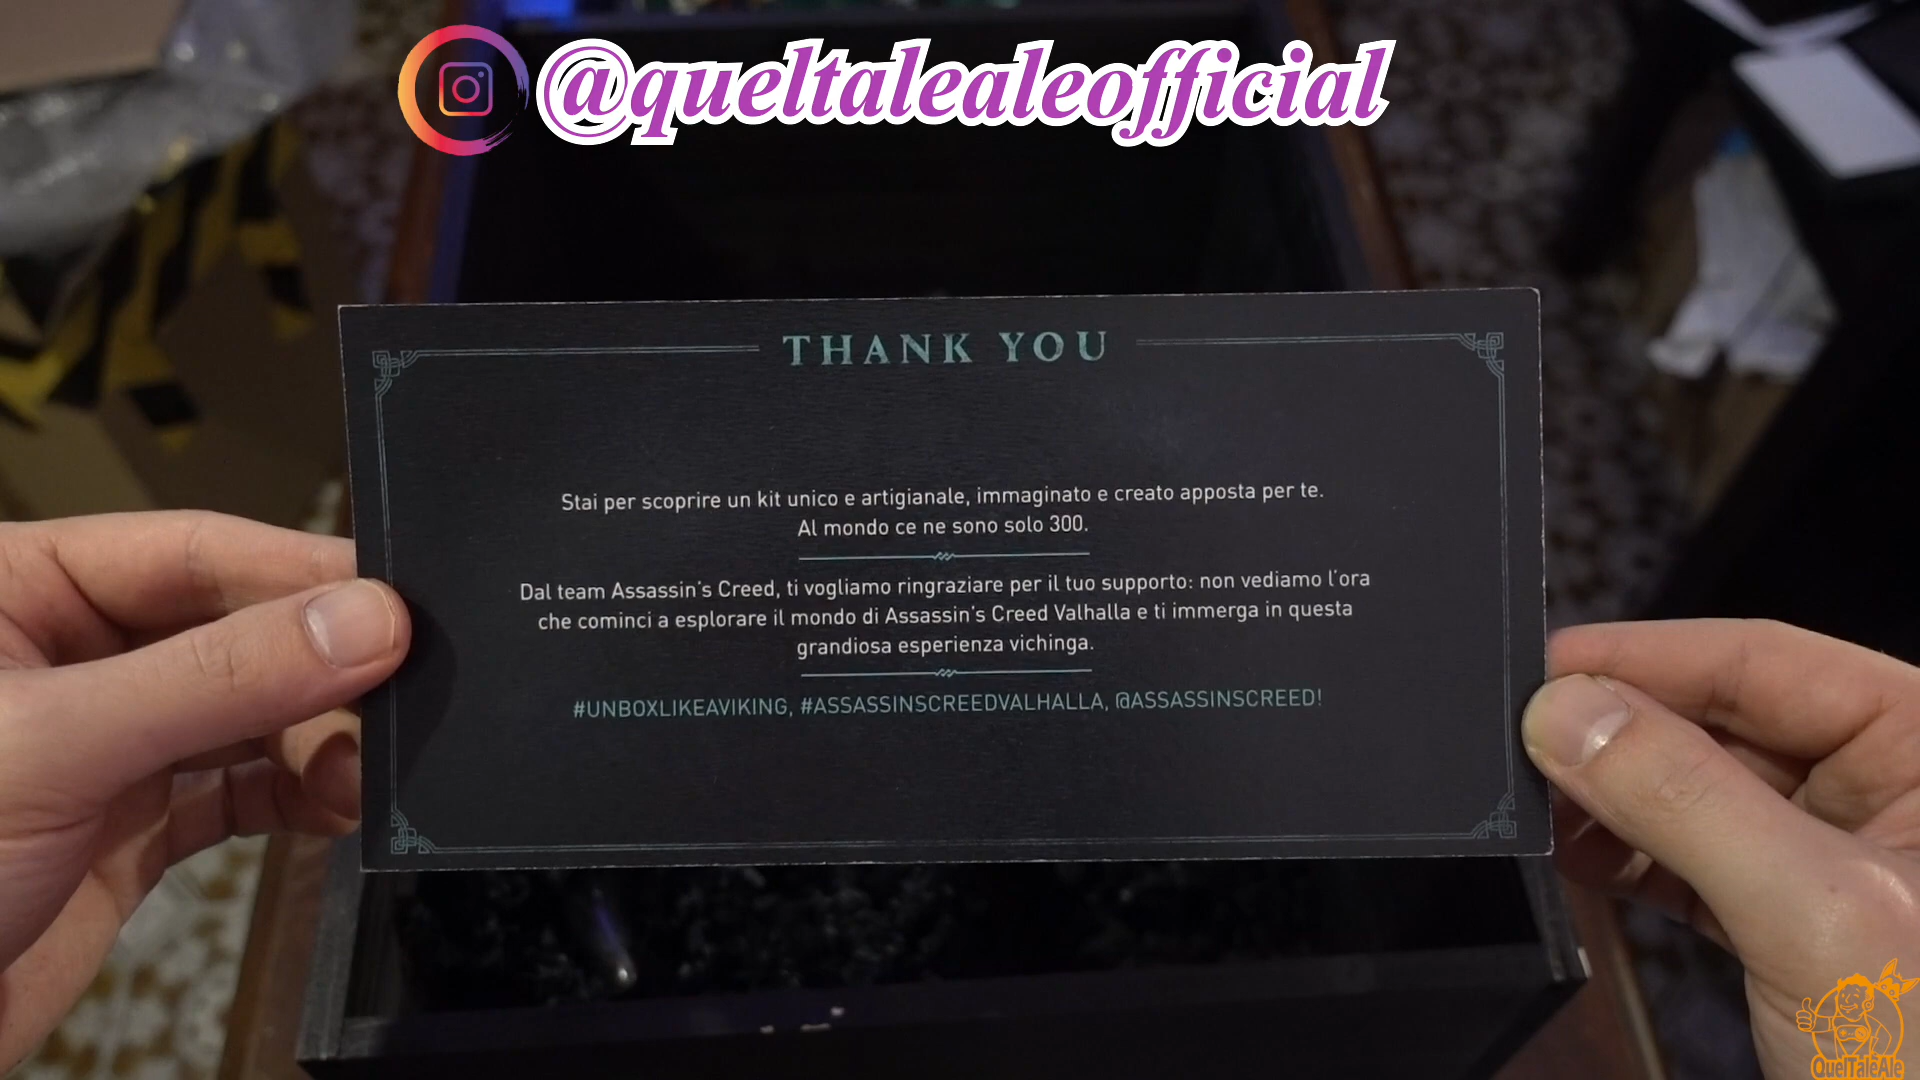 @queltalealeofficial
THANK YOU
Stai per scoprire un kit unico e artigianale, immaginato e creato apposta per te.
Al mondo ce ne sono solo 300.
Dal team Assassin's Creed, ti vogliamo ringraziare per il tuo supporto: non vediamo l'ora
che cominci a esplorare il mondo di Assassin's Creed Valhalla e ti immerga in questa
grandiosa esperienza vichinga.
#UNBOXLIKEAVIKING, #ASSASSINSCREEDVALHALLA, @ASSASSINSCREED!
QuelTaleAle